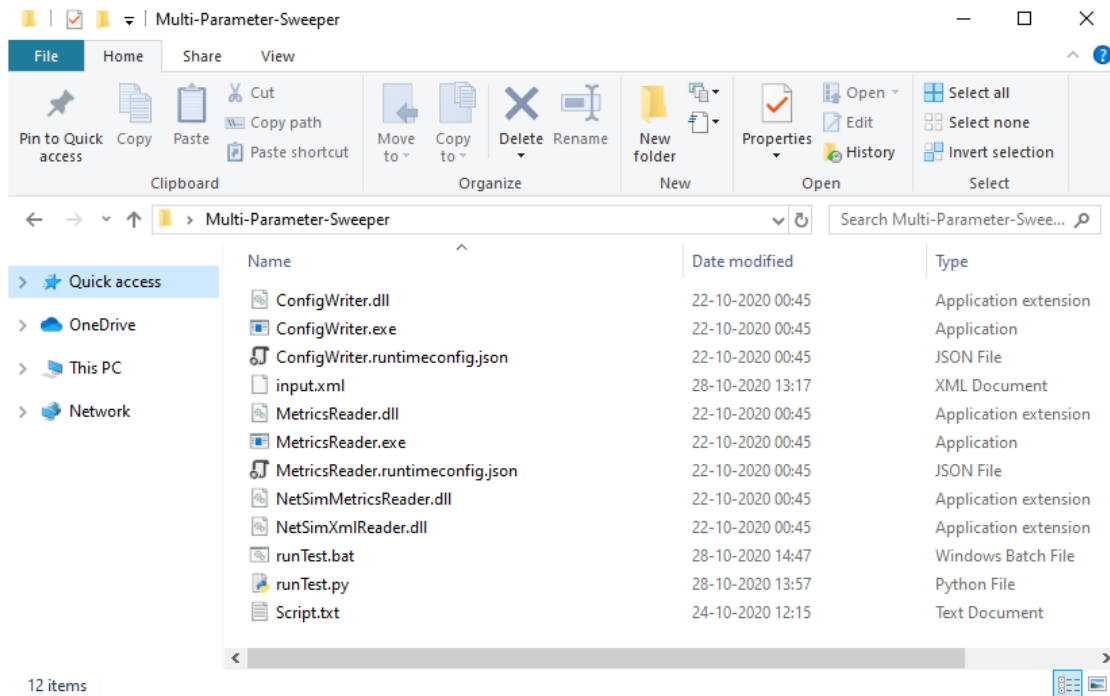 Multi-Parameter-Sweeper
File Home Share View
Pin to Quick access
Copy
Paste
Cut
Copy path
Paste shortcut
Clipboard
Move to
Copy to
Delete
Rename
Organize
New folder
New
Properties
Open
Edit
History
Open
Select all
Select none
Invert selection
Select
Multi-Parameter-Sweeper
Search Multi-Parameter-Swee...
Quick access
OneDrive
This PC
Network
Name Date modified Type
ConfigWriter.dll 22-10-2020 00:45 Application extension
ConfigWriter.exe 22-10-2020 00:45 Application
ConfigWriter.runtimeconfig.json 22-10-2020 00:45 JSON File
input.xml 28-10-2020 13:17 XML Document
MetricsReader.dll 22-10-2020 00:45 Application extension
MetricsReader.exe 22-10-2020 00:45 Application
MetricsReader.runtimeconfig.json 22-10-2020 00:45 JSON File
NetSimMetricsReader.dll 22-10-2020 00:45 Application extension
NetSimXmlReader.dll 22-10-2020 00:45 Application extension
runTest.bat 28-10-2020 14:47 Windows Batch File
runTest.py 28-10-2020 13:57 Python File
Script.txt 24-10-2020 12:15 Text Document
12 items